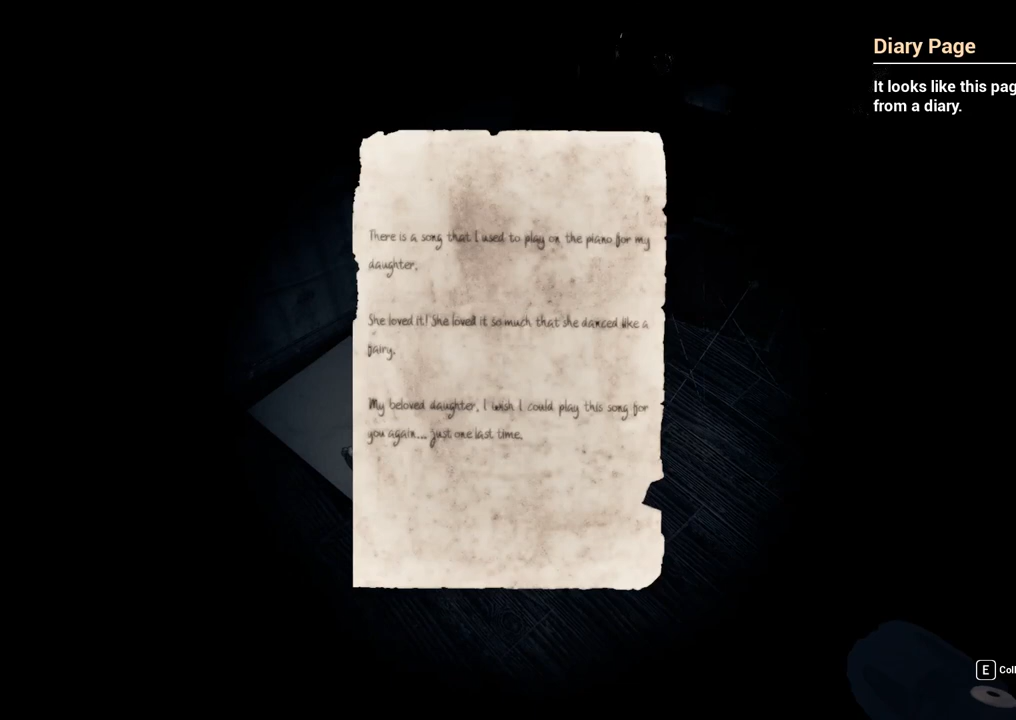 Diary Page
It looks like this pag
from a diary.
There is a song that I used to play on the piano for my
daughter.
She loved it! She loved it so much that she danced like a
fairy.
My beloved daughter, I wish I could play this song for
you again... just one last time.
E Coll